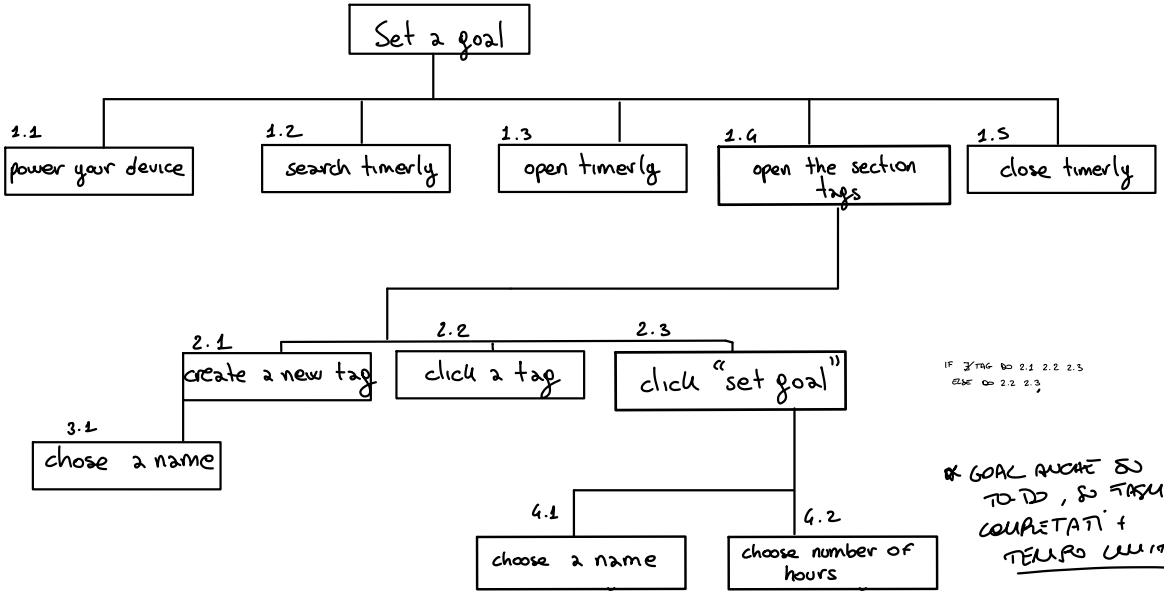 Set a goal
1.1
power your device
1.2
search timerly
1.3
open timerly
1.4
open the section
tags
1.5
close timerly
2.1
create a new tag
2.2
click a tag
2.3
click "set goal"
IF ∄ TAG DO 2.1 2.2 2.3
ELSE DO 2.2 2.3
3.1
chose a name
* GOAL ANCHE SU
TO-DO, SU TASK
COMPLETATI +
TEMPO
4.1
choose a name
4.2
choose number of
hours